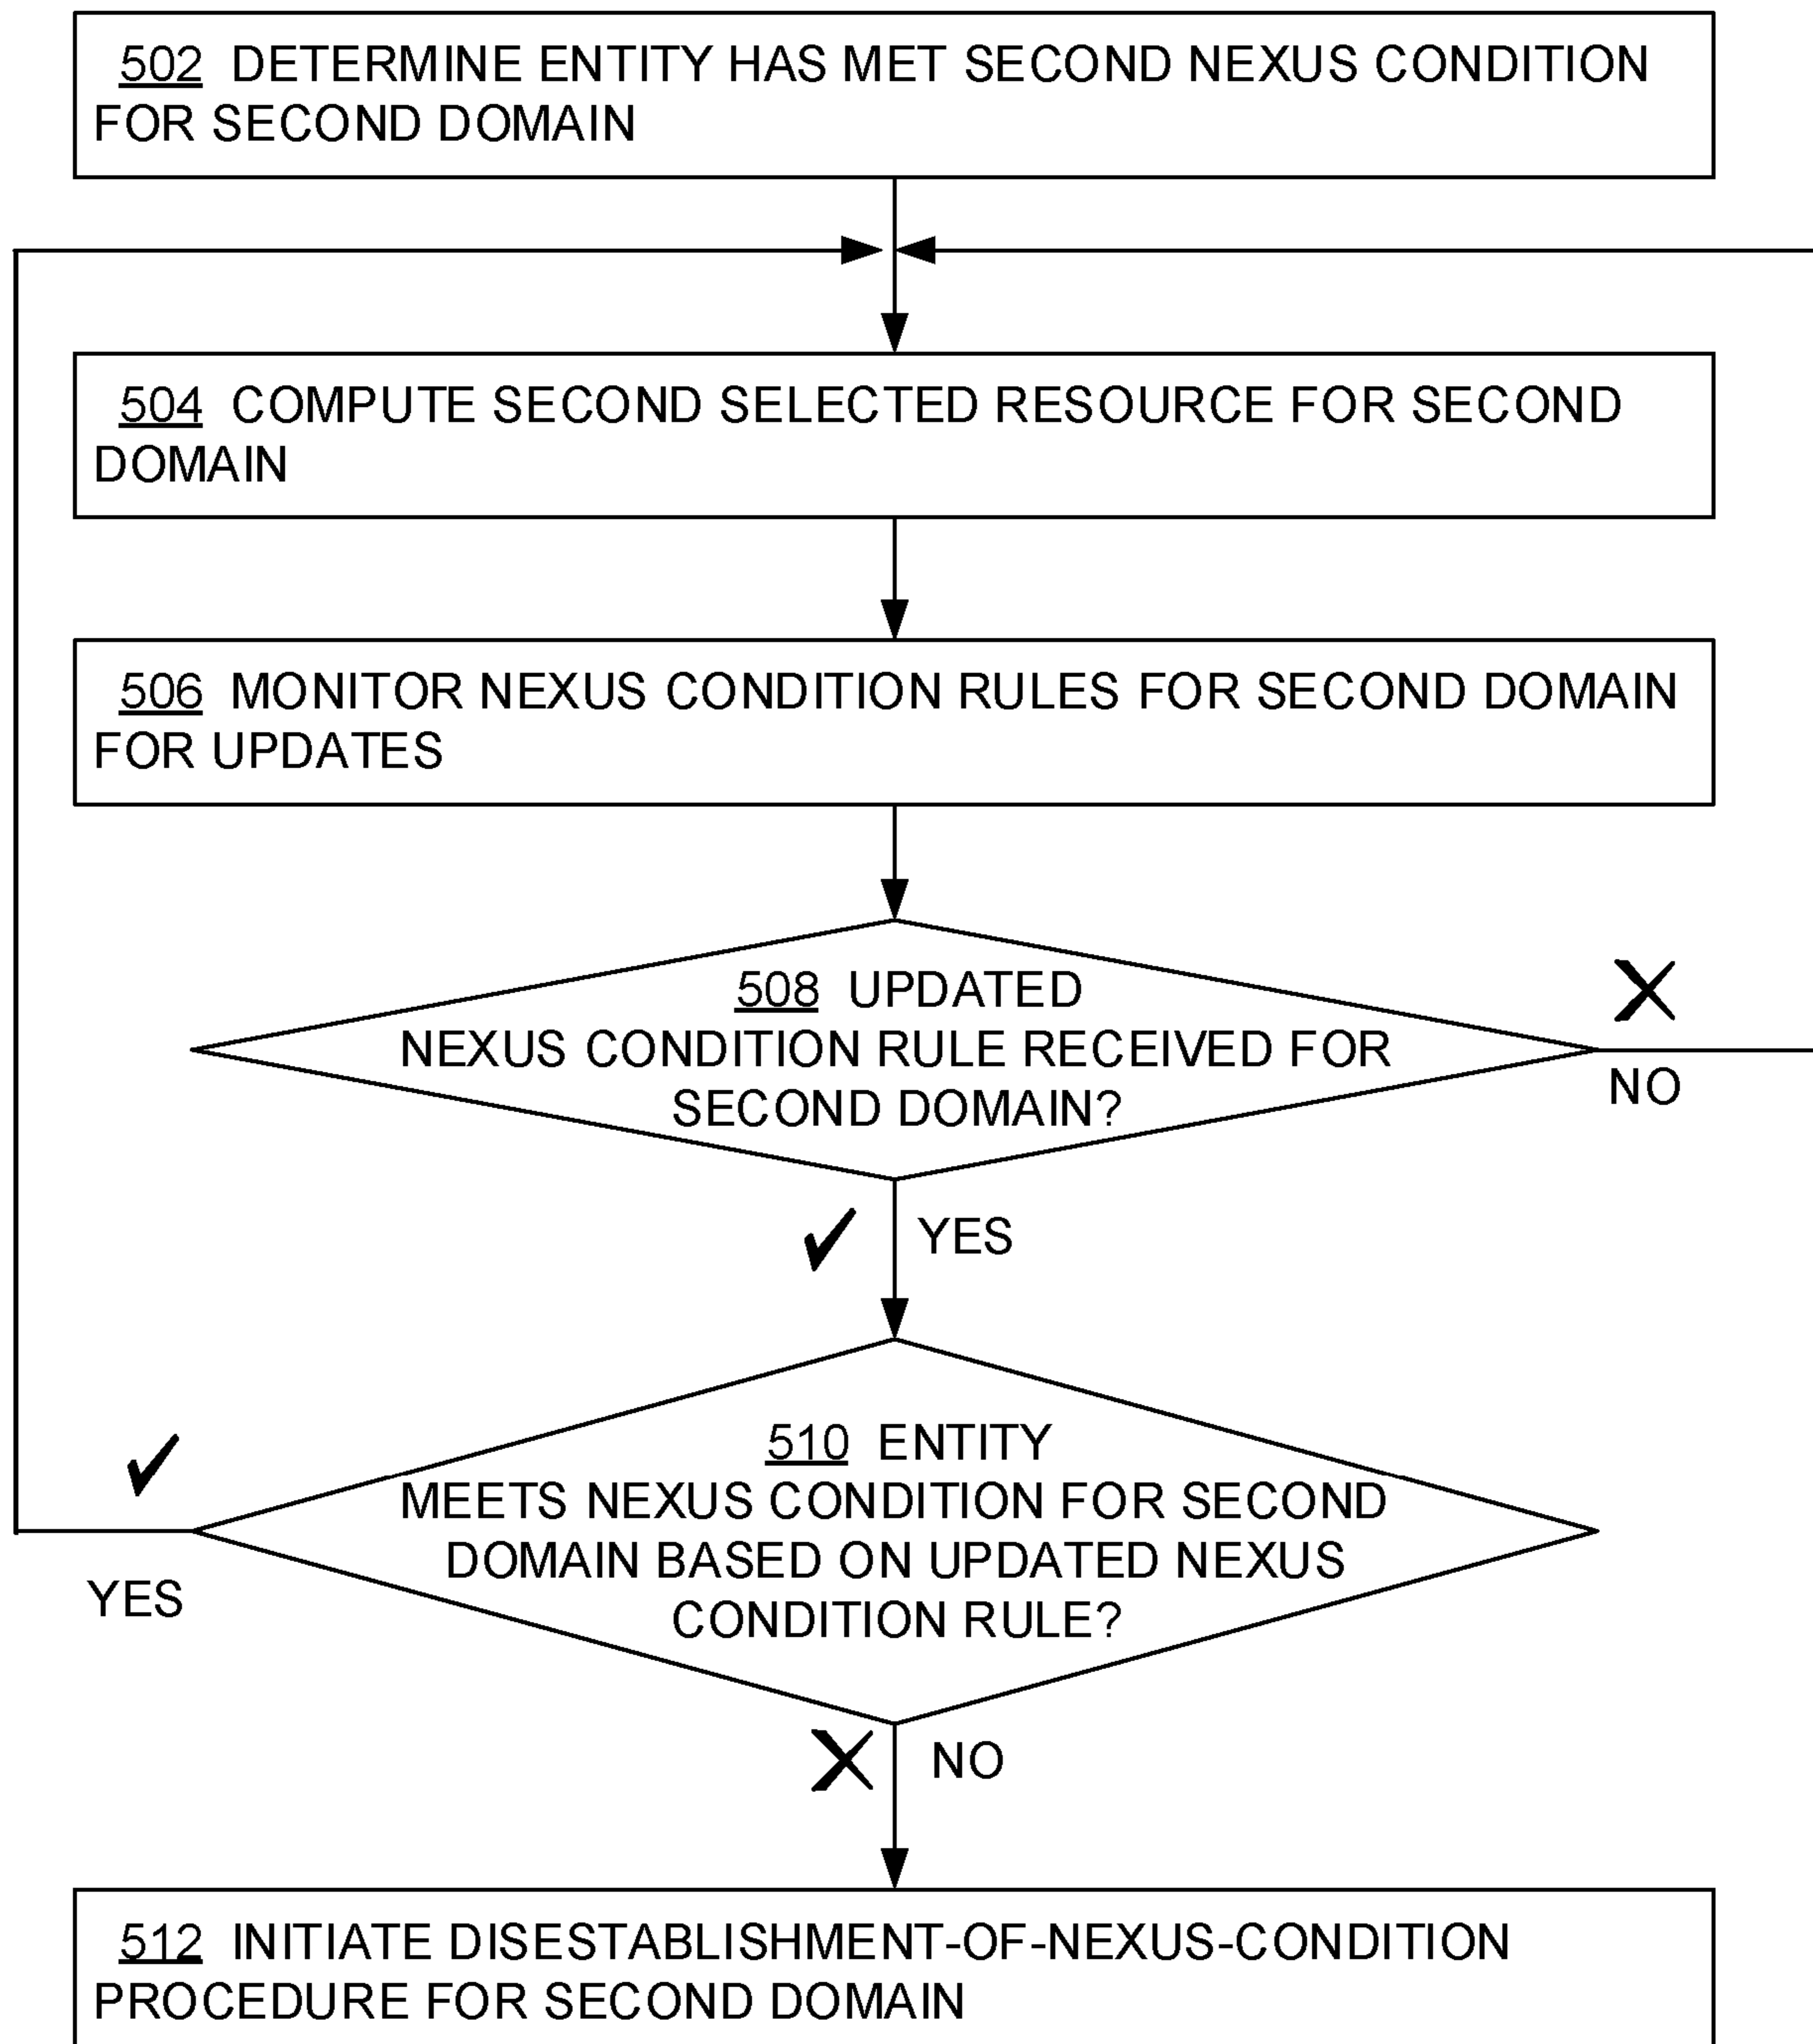 502 DETERMINE ENTITY HAS MET SECOND NEXUS CONDITION
FOR SECOND DOMAIN
504 COMPUTE SECOND SELECTED RESOURCE FOR SECOND
DOMAIN
506 MONITOR NEXUS CONDITION RULES FOR SECOND DOMAIN
FOR UPDATES
508 UPDATED
NEXUS CONDITION RULE RECEIVED FOR
SECOND DOMAIN?
NO
YES
510 ENTITY
MEETS NEXUS CONDITION FOR SECOND
DOMAIN BASED ON UPDATED NEXUS
CONDITION RULE?
YES
NO
512 INITIATE DISESTABLISHMENT-OF-NEXUS-CONDITION
PROCEDURE FOR SECOND DOMAIN